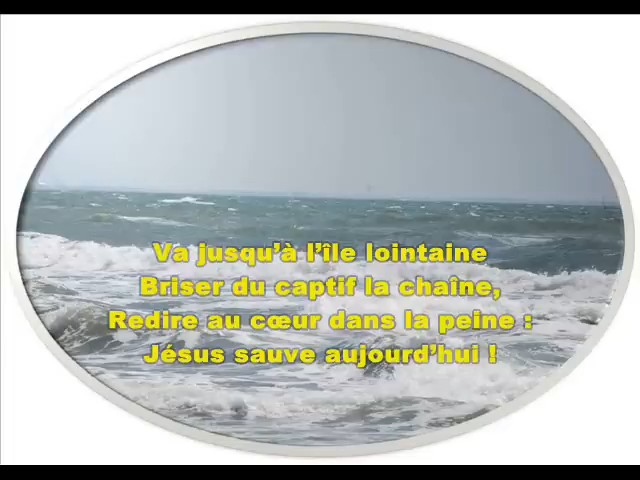 Va jusqu'à l'île lointaine
Briser du captif la chaîne,
Redire au cœur dans la peine :
Jésus sauve aujourd'hui !